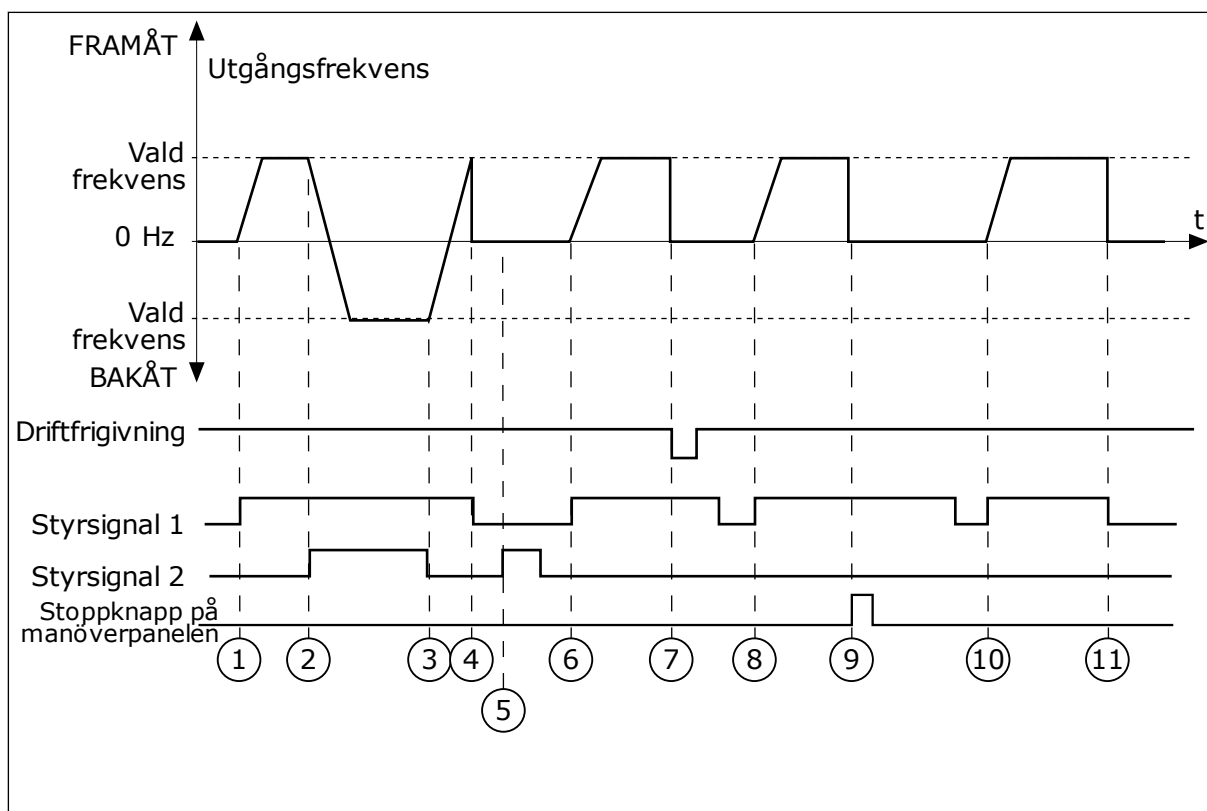 FRAMÅT
Utgångsfrekvens
Vald
frekvens
0 Hz
t
Vald
frekvens
BAKÅT
Driftfrigivning
Styrsignal 1
Styrsignal 2
Stoppknapp på
manöverpanelen
1 2 3 4 6 7 8 9 10 11
5